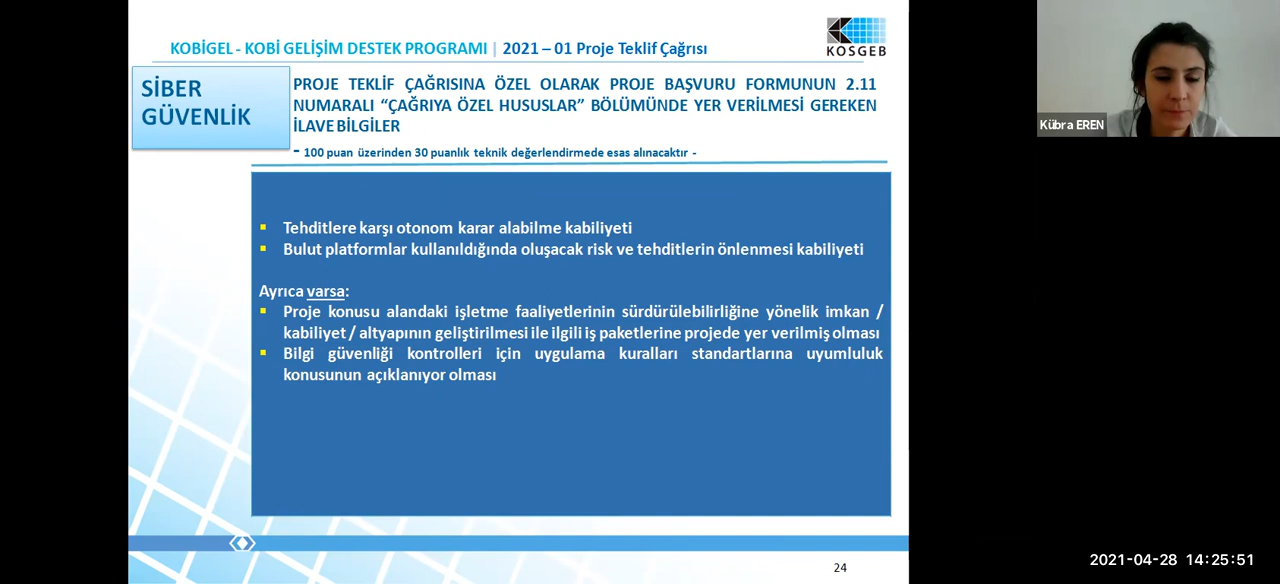 KOBİGEL - KOBİ GELİŞİM DESTEK PROGRAMI | 2021 – 01 Proje Teklif Çağrısı
KOSGEB
SİBER
GÜVENLİK
PROJE TEKLİF ÇAĞRISINA ÖZEL OLARAK PROJE BAŞVURU FORMUNUN 2.11
NUMARALI “ÇAĞRIYA ÖZEL HUSUSLAR” BÖLÜMÜNDE YER VERİLMESİ GEREKEN
İLAVE BİLGİLER
- 100 puan üzerinden 30 puanlık teknik değerlendirmede esas alınacaktır -
▪ Tehditlere karşı otonom karar alabilme kabiliyeti
▪ Bulut platformlar kullanıldığında oluşacak risk ve tehditlerin önlenmesi kabiliyeti
Ayrıca varsa:
▪ Proje konusu alandaki işletme faaliyetlerinin sürdürülebilirliğine yönelik imkan /
kabiliyet / altyapının geliştirilmesi ile ilgili iş paketlerine projede yer verilmiş olması
▪ Bilgi güvenliği kontrolleri için uygulama kuralları standartlarına uyumluluk
konusunun açıklanıyor olması
24
Kübra EREN
2021-04-28 14:25:51